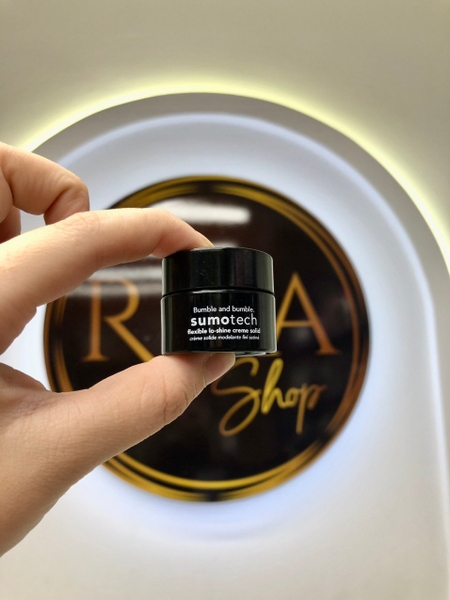 Bumble and bumble.
sumotech
flexible lo-shine creme solid
crème solide modelante fini satiné
R A
Shop